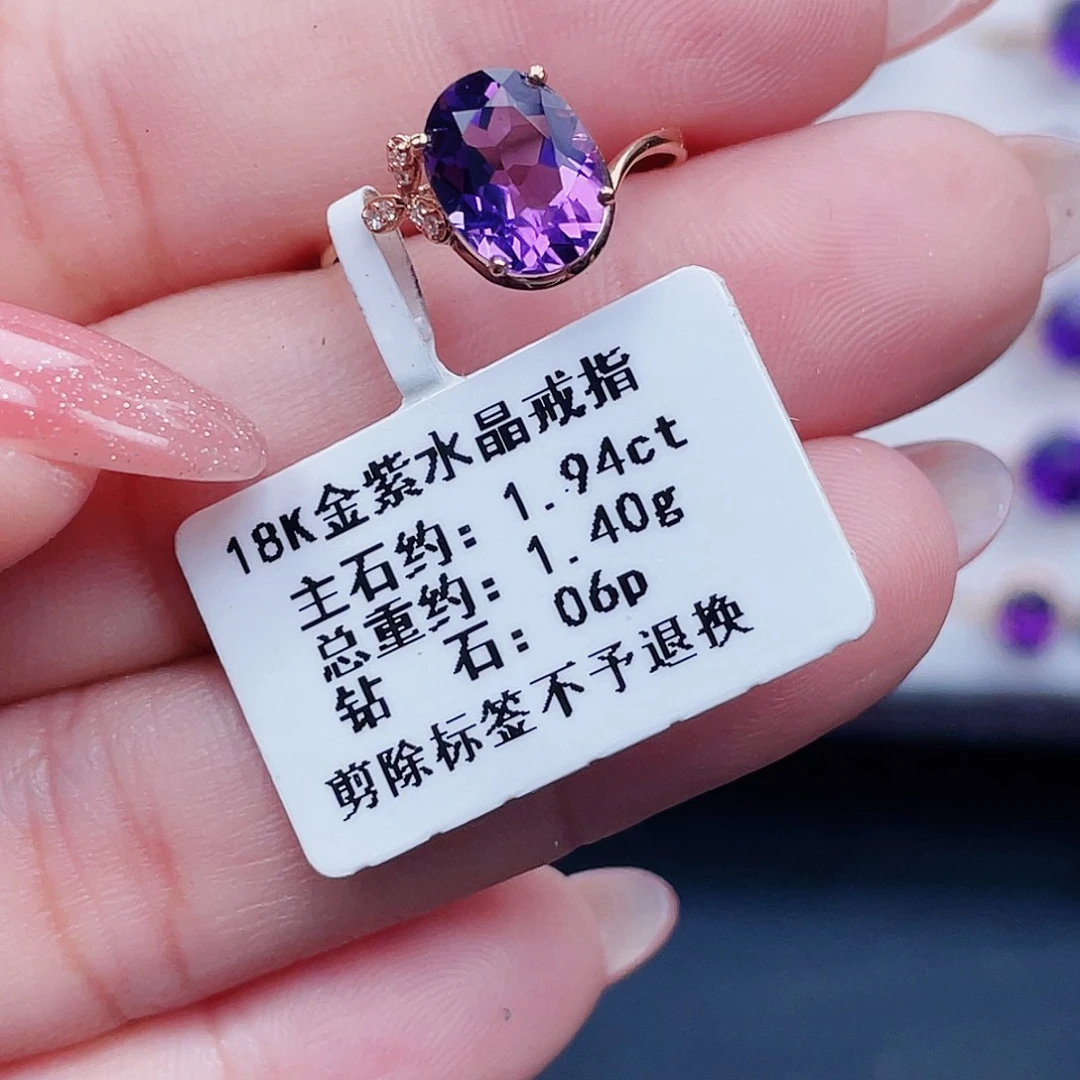 18K金紫水晶戒指
主石约: 1.94ct
总重约: 1.40g
钻 石: 06p
剪除标签不予退换